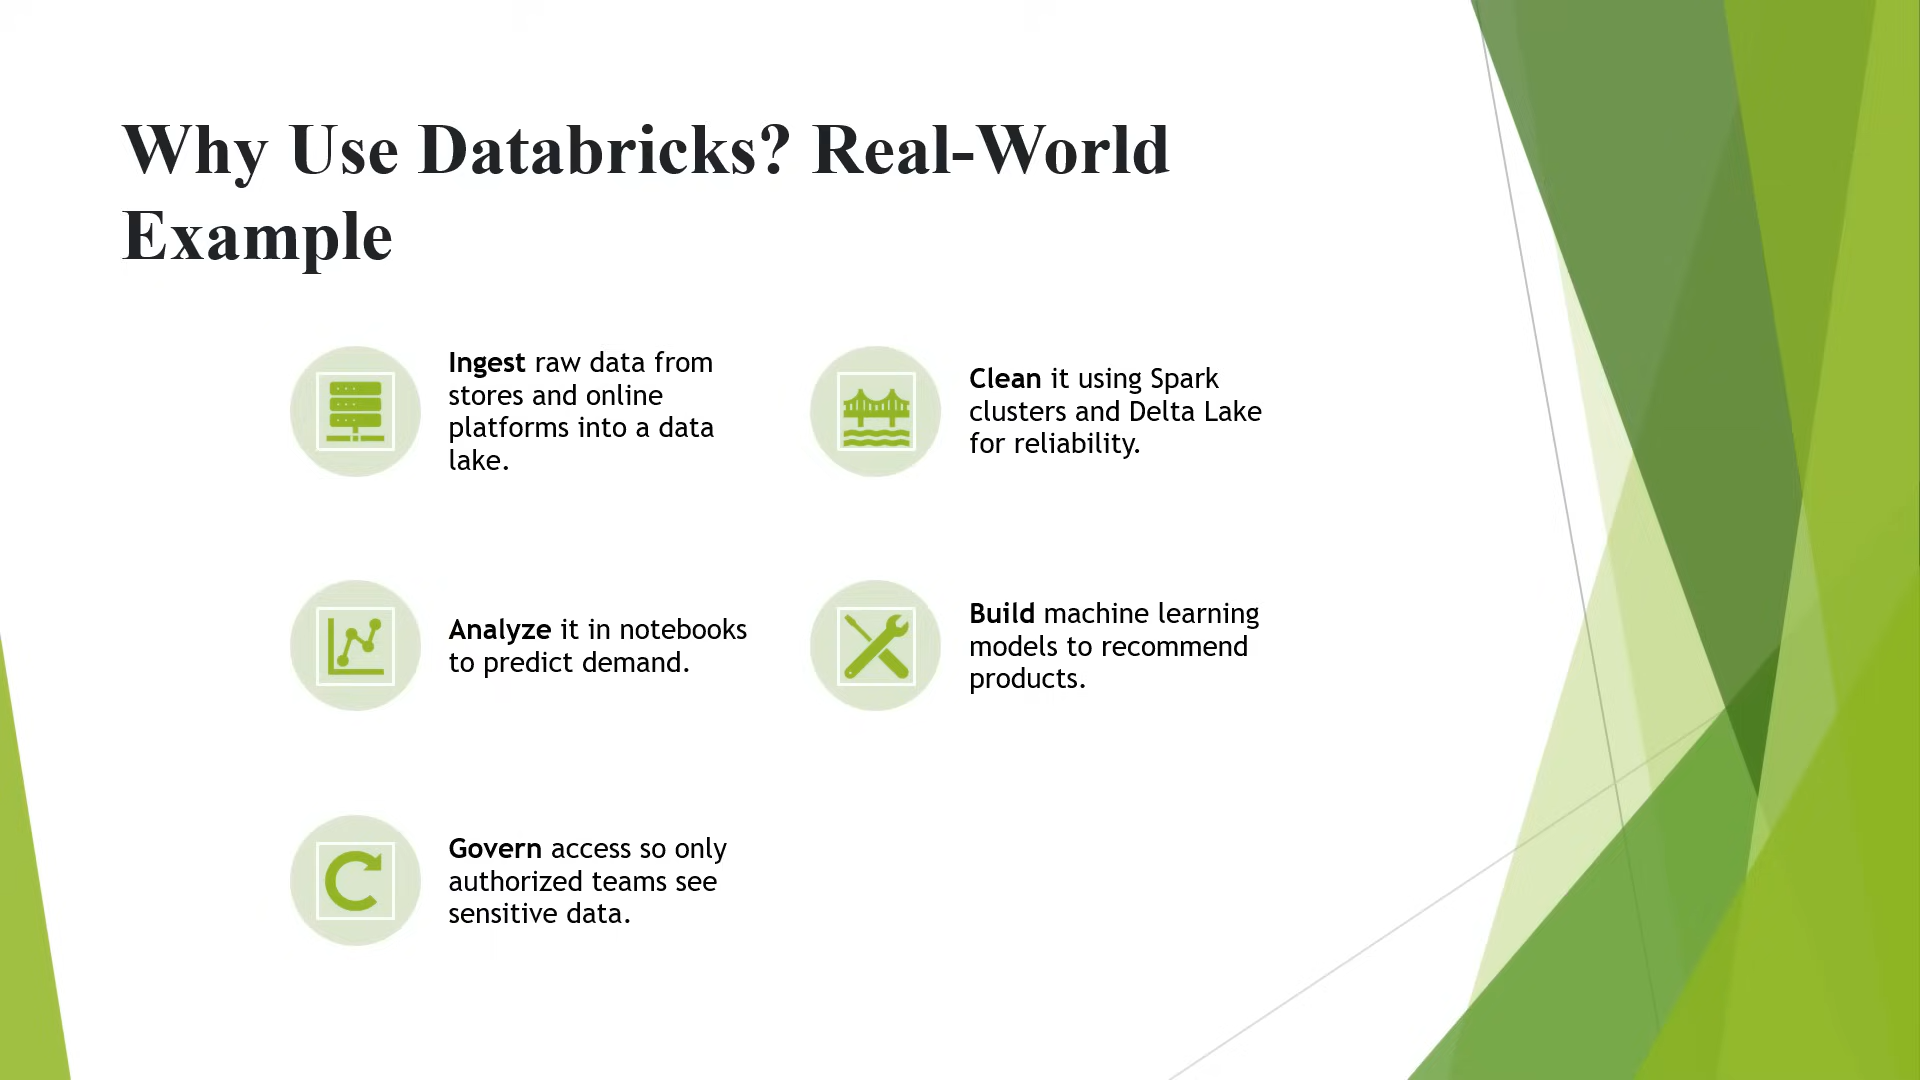 Why Use Databricks? Real-World
Example
Ingest raw data from
stores and online
platforms into a data
lake.
Clean it using Spark
clusters and Delta Lake
for reliability.
Analyze it in notebooks
to predict demand.
Build machine learning
models to recommend
products.
Govern access so only
authorized teams see
sensitive data.